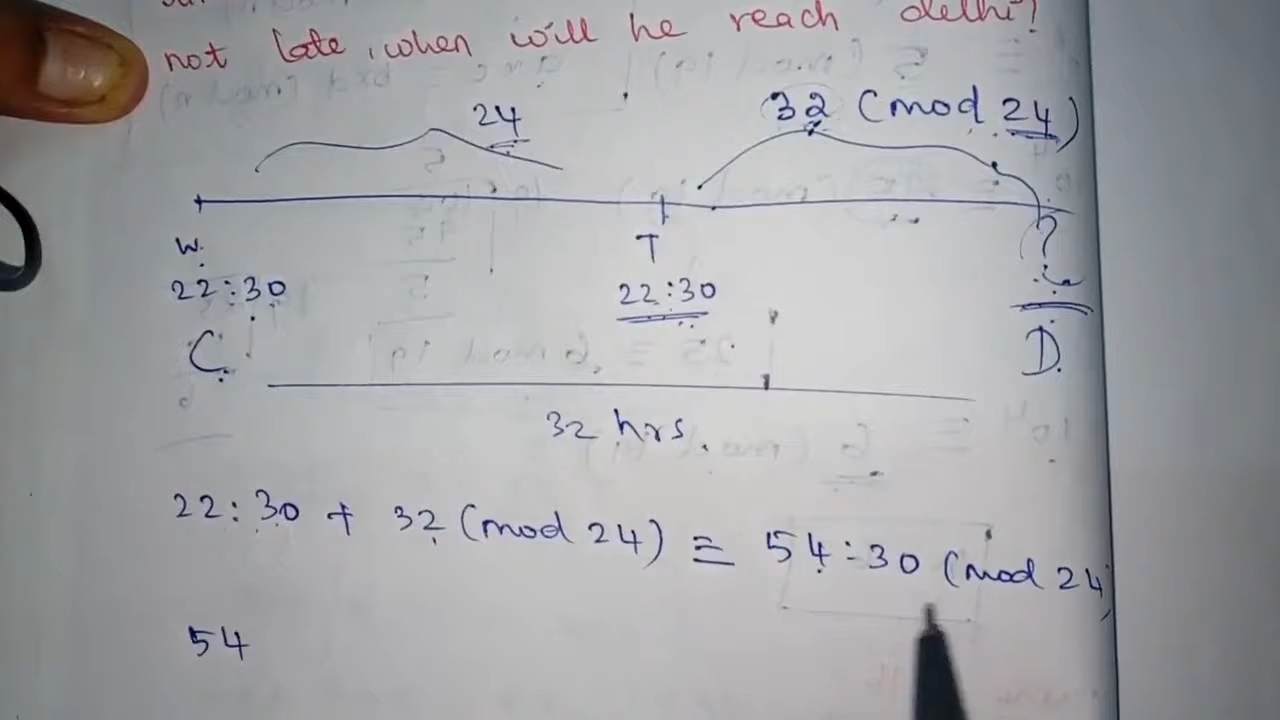 not late, when will he reach delhi?
24 32 (mod 24)
W. T ?
22:30 22:30
C. D.
32 hrs.
22:30 + 32 (mod 24) ≡ 54:30 (mod 24)
54